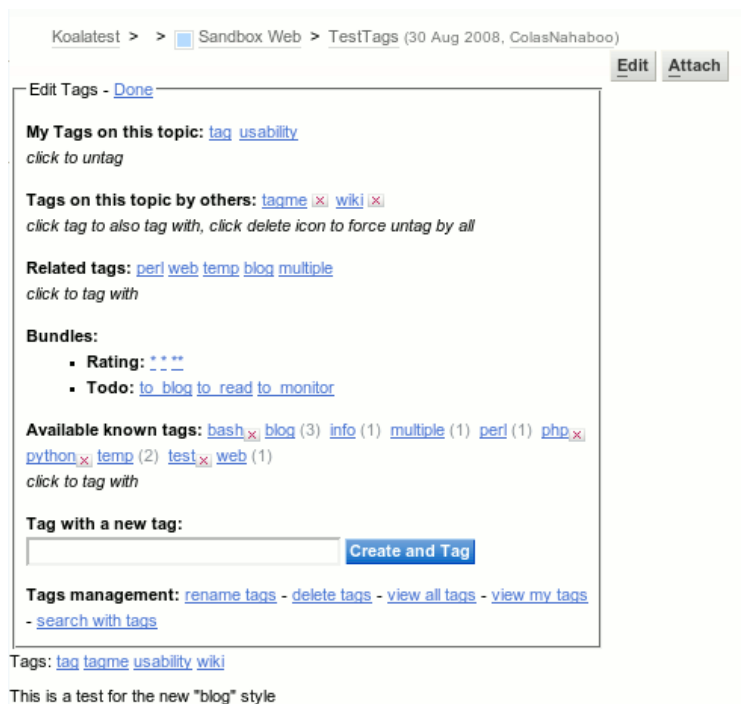 Koalatest > > Sandbox Web > TestTags (30 Aug 2008, ColasNahaboo)
Edit Attach
Edit Tags - Done
My Tags on this topic: tag usability
click to untag
Tags on this topic by others: tagme wiki
click tag to also tag with, click delete icon to force untag by all
Related tags: perl web temp blog multiple
click to tag with
Bundles:
▪ Rating: * * **
▪ Todo: to_blog to_read to_monitor
Available known tags: bash blog (3) info (1) multiple (1) perl (1) php
python temp (2) test web (1)
click to tag with
Tag with a new tag:
Create and Tag
Tags management: rename tags - delete tags - view all tags - view my tags
- search with tags
Tags: tag tagme usability wiki
This is a test for the new "blog" style